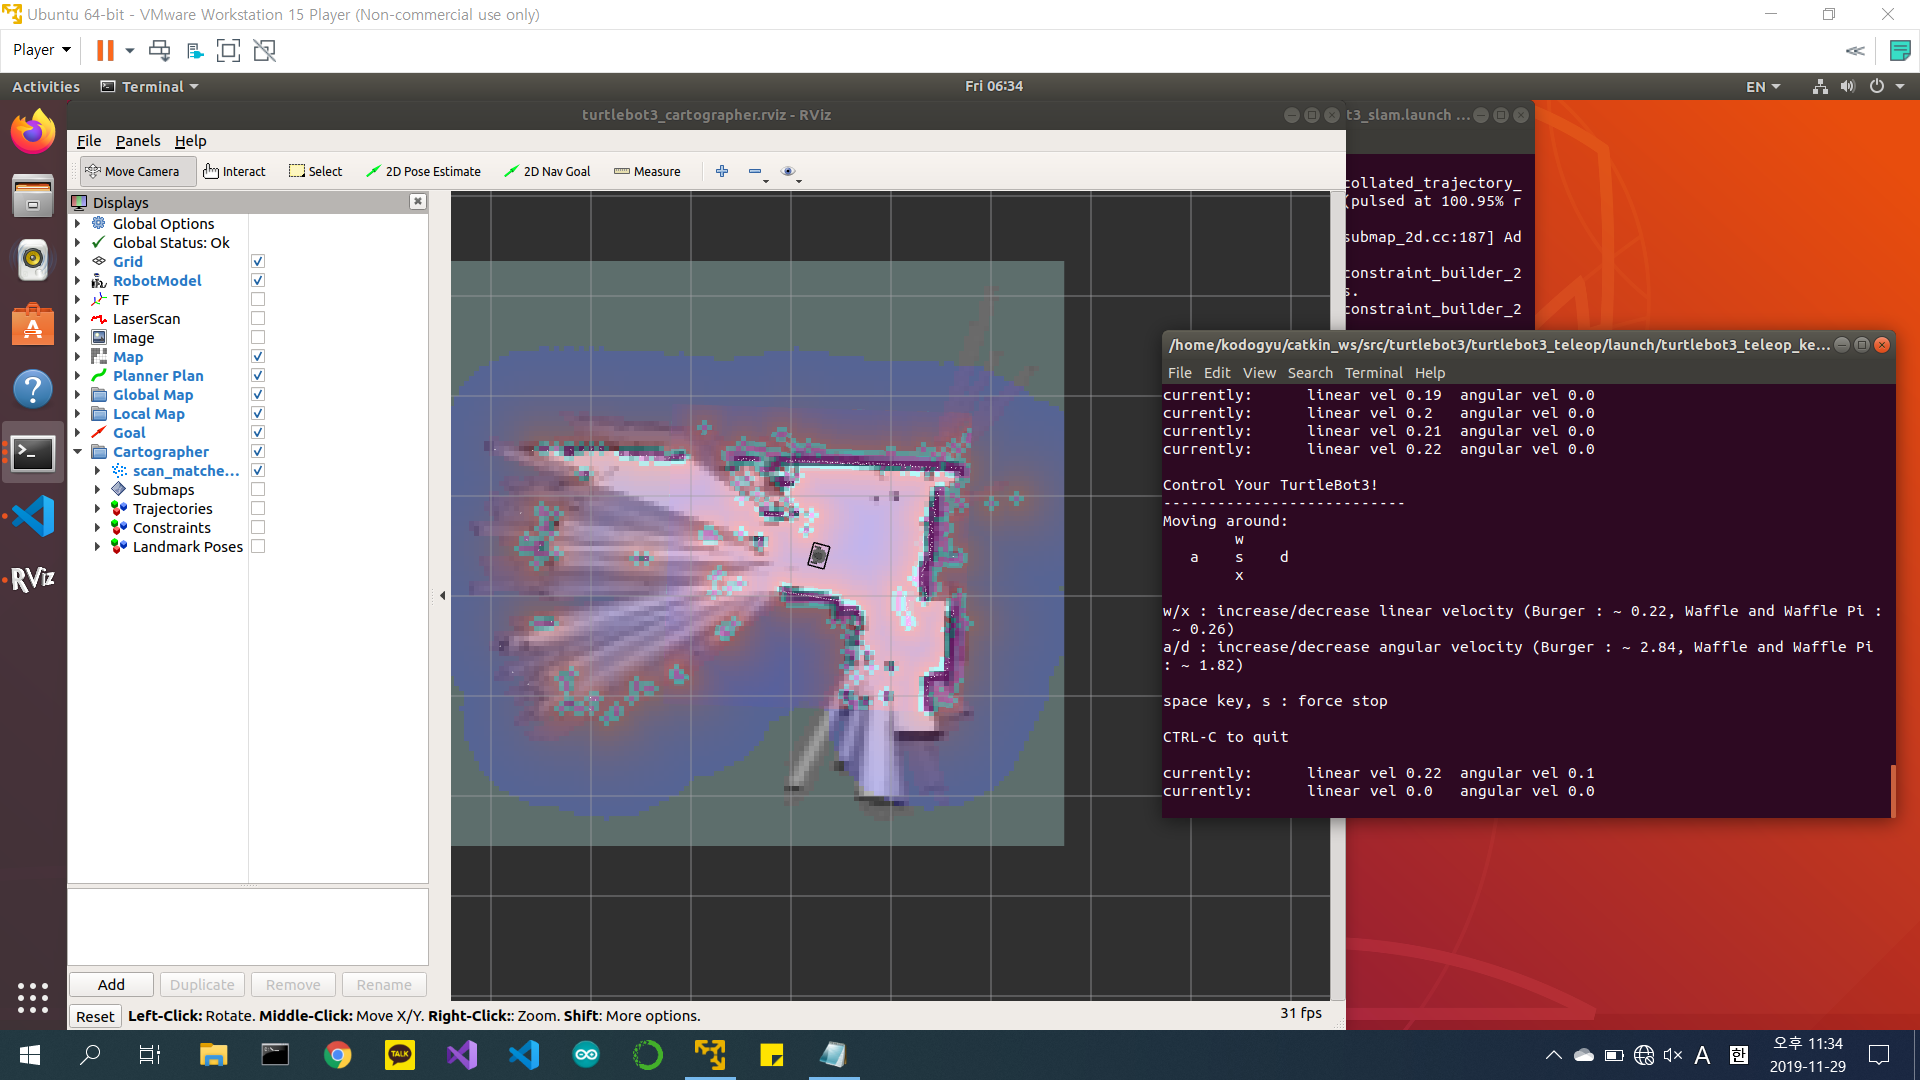 Ubuntu 64-bit - VMware Workstation 15 Player (Non-commercial use only)
Player
Activities
Terminal
Fri 06:34
EN
turtlebot3_cartographer.rviz - RViz
t3_slam.launch ...
File Panels Help
Move Camera
Interact
Select
2D Pose Estimate
2D Nav Goal
Measure
Displays
Global Options
Global Status: Ok
Grid
RobotModel
TF
LaserScan
Image
Map
Planner Plan
Global Map
Local Map
Goal
Cartographer
scan_matche...
Submaps
Trajectories
Constraints
Landmark Poses
Add
Duplicate
Remove
Rename
Reset
Left-Click: Rotate. Middle-Click: Move X/Y. Right-Click:: Zoom. Shift: More options.
31 fps
RViz
collated_trajectory_
(pulsed at 100.95% r
submap_2d.cc:187] Ad
constraint_builder_2
s.
constraint_builder_2
/home/kodogyu/catkin_ws/src/turtlebot3/turtlebot3_teleop/launch/turtlebot3_teleop_ke...
File Edit View Search Terminal Help
currently: linear vel 0.19 angular vel 0.0
currently: linear vel 0.2 angular vel 0.0
currently: linear vel 0.21 angular vel 0.0
currently: linear vel 0.22 angular vel 0.0
Control Your TurtleBot3!
---------------------------
Moving around:
w
a s d
x
w/x : increase/decrease linear velocity (Burger : ~ 0.22, Waffle and Waffle Pi :
~ 0.26)
a/d : increase/decrease angular velocity (Burger : ~ 2.84, Waffle and Waffle Pi
: ~ 1.82)
space key, s : force stop
CTRL-C to quit
currently: linear vel 0.22 angular vel 0.1
currently: linear vel 0.0 angular vel 0.0
TALK
A
한
오후 11:34
2019-11-29